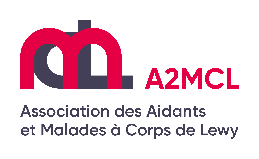 A2MCL
Association des Aidants
et Malades à Corps de Lewy